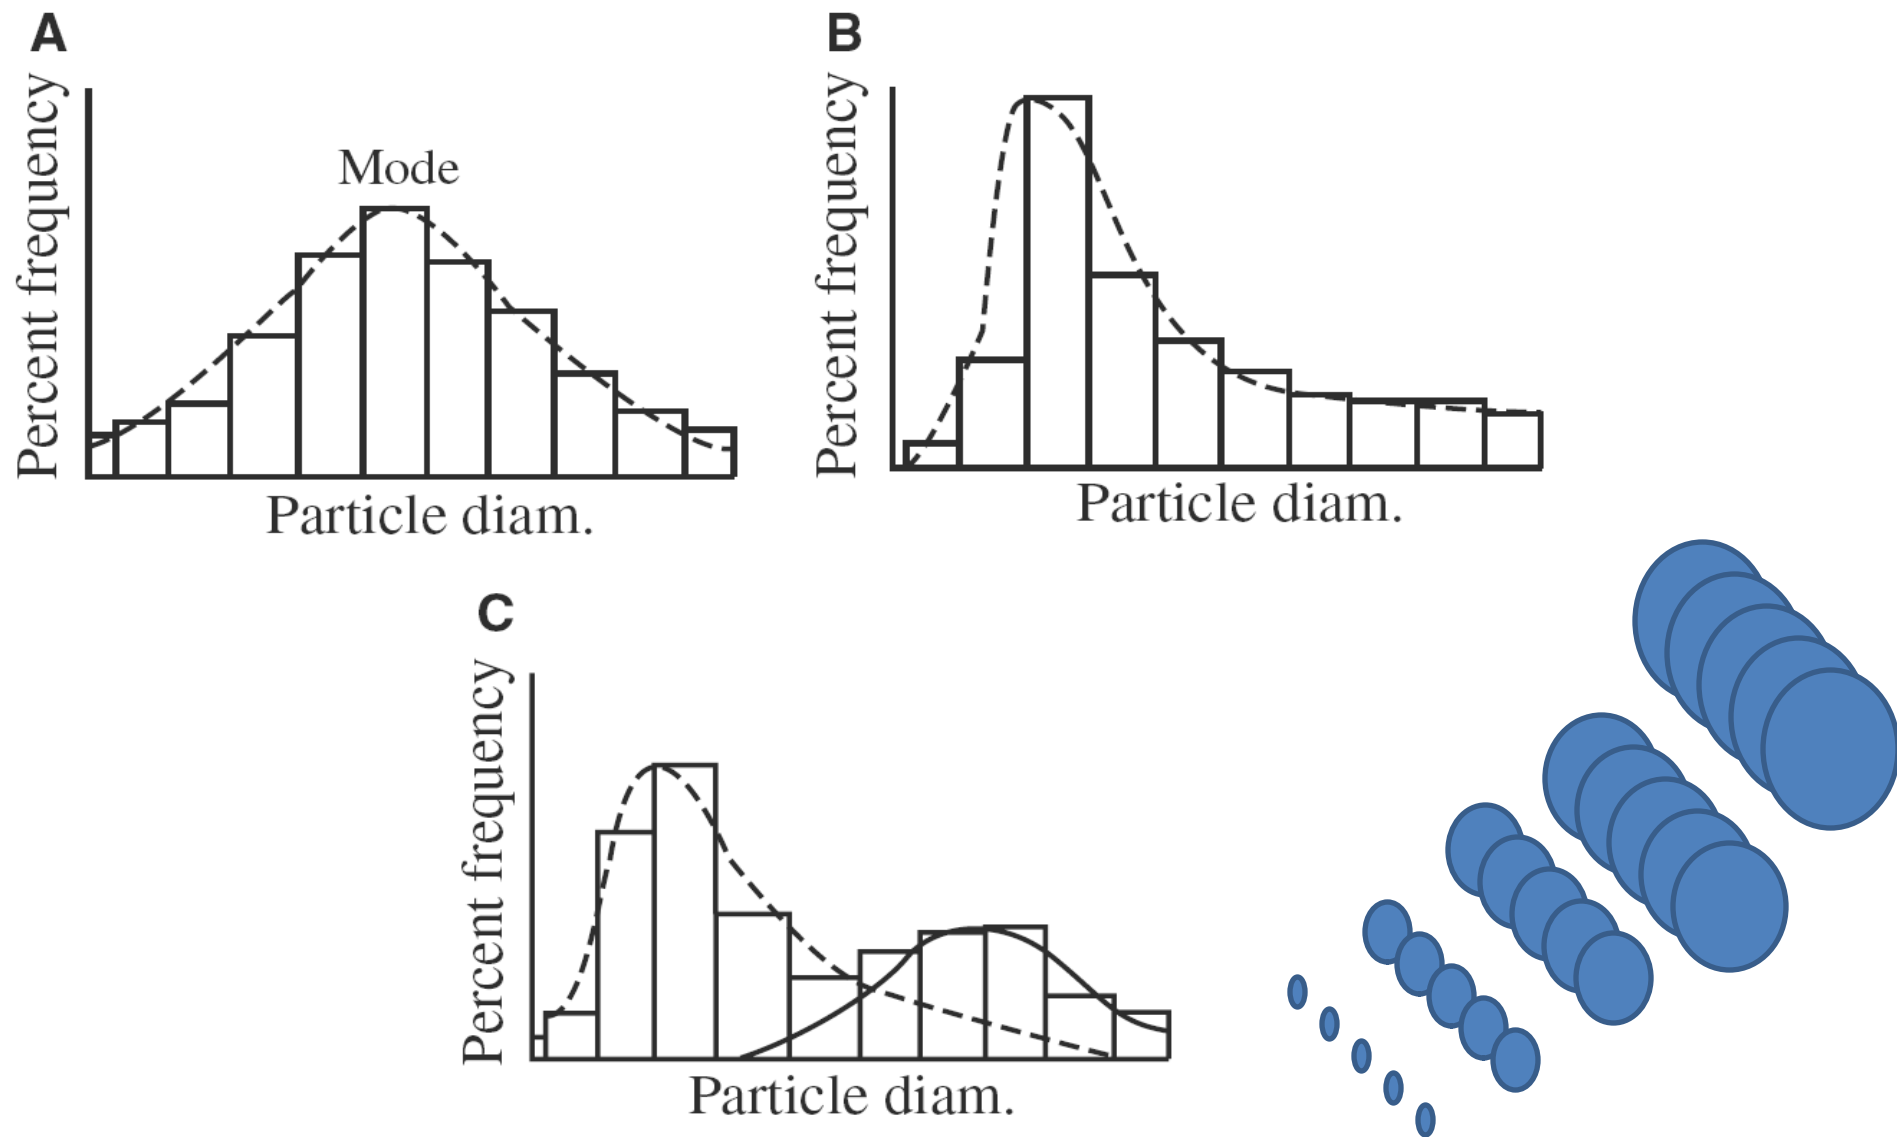 A
Percent frequency
Mode
Particle diam.
B
Percent frequency
Particle diam.
C
Percent frequency
Particle diam.